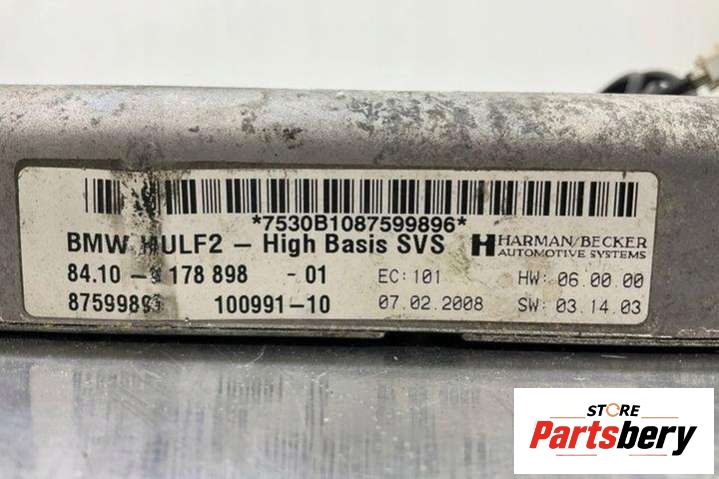 *7530B1087599896*
BMW HULF2 - High Basis SVS
HARMAN/BECKER
AUTOMOTIVE SYSTEMS
84.10- 178 898 -01 EC: 101 HW: 06.00.00
100991-10 07.02.2008 SW: 03.14.03
STORE
Partsbery